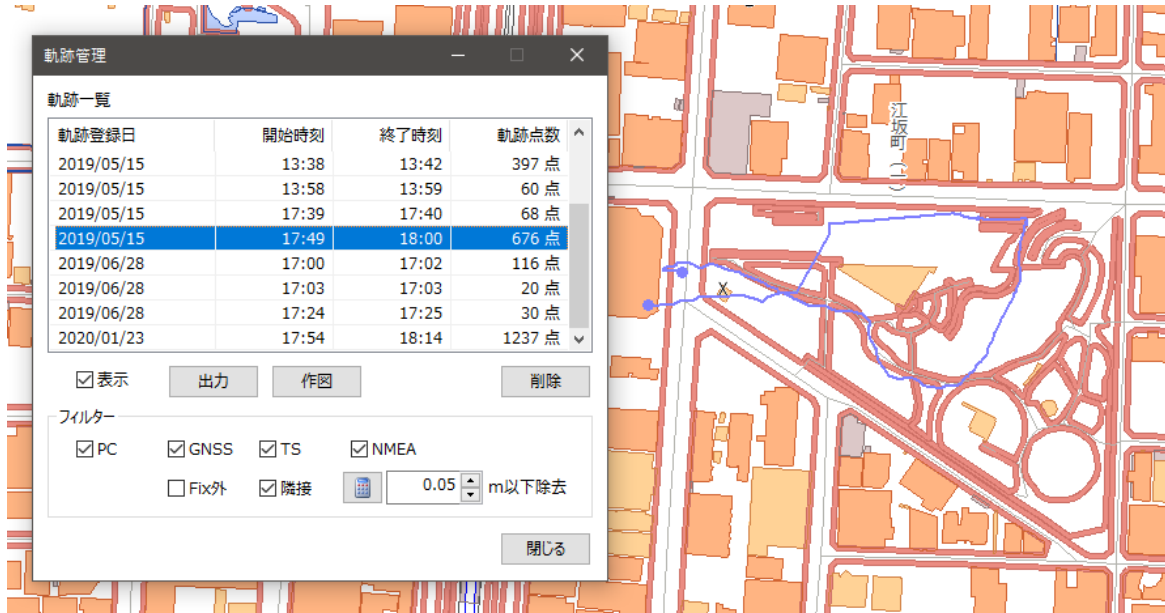 軌跡管理
軌跡一覧
軌跡登録日 開始時刻 終了時刻 軌跡点数
2019/05/15 13:38 13:42 397 点
2019/05/15 13:58 13:59 60 点
2019/05/15 17:39 17:40 68 点
2019/05/15 17:49 18:00 676 点
2019/06/28 17:00 17:02 116 点
2019/06/28 17:03 17:03 20 点
2019/06/28 17:24 17:25 30 点
2020/01/23 17:54 18:14 1237 点
表示 出力 作図 削除
フィルター
PC GNSS TS NMEA
Fix外 隣接 0.05 m以下除去
閉じる
江坂町(一)